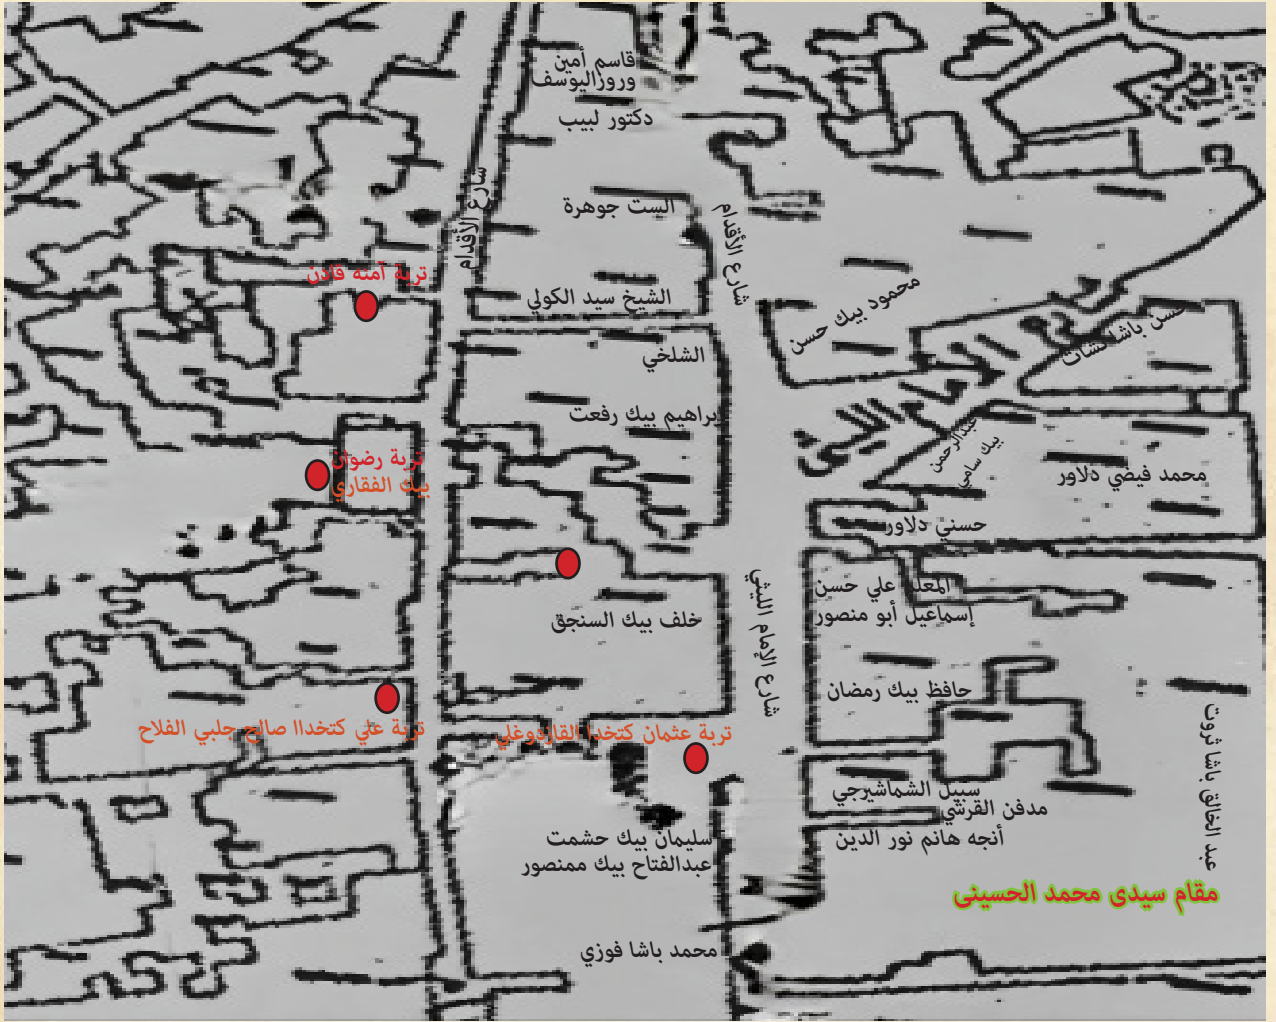 قاسم أمين
وروزاليوسف
دكتور لبيب
الست جوهرة
شارع الأقدام
شارع الأقدام
تربة آمنه قادن
الشيخ سيد الكولي
محمود بيك حسن
حسن باشا نشات
الشلخي
براهيم بيك رفعت
الليثى
عبدالرحمن
بيك سامي
تربة رضوان
بيك الفقاري
محمد فيضي دلاور
حسني دلاور
المعلم علي حسن
إسماعيل أبو منصور
خلف بيك السنجق
شارع الإمام الليثي
حافظ بيك رمضان
تربة علي كتخداا صالح جلبي الفلاح
تربة عثمان كتخدا القازدوغلي
عبد الخالق باشا ثروت
سبيل الشماشيرجي
مدفن القرشي
أنجه هانم نور الدين
سليمان بيك حشمت
عبدالفتاح بيك ممنصور
مقام سيدى محمد الحسينى
محمد باشا فوزي